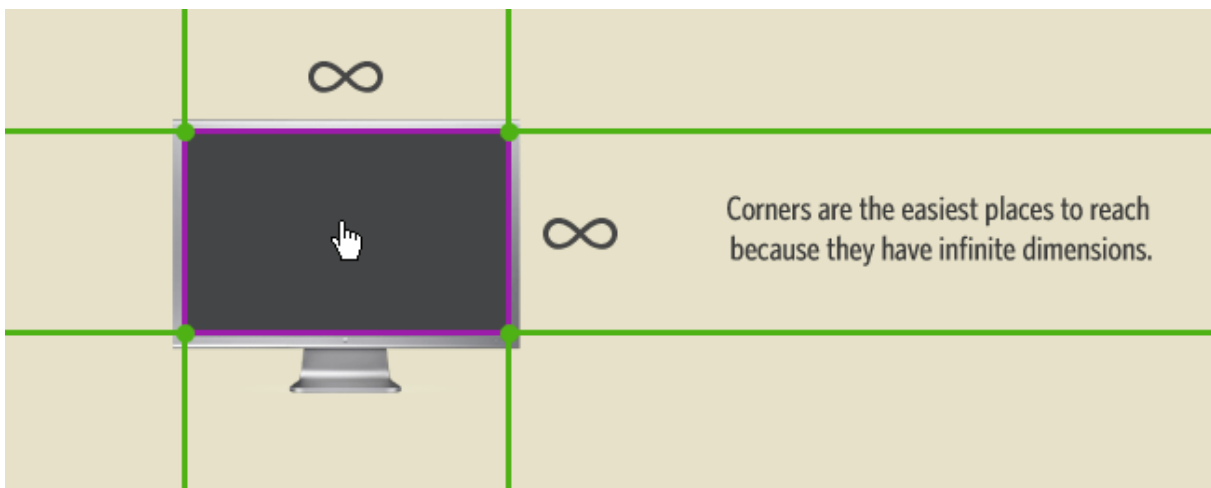 ∞
∞
Corners are the easiest places to reach
because they have infinite dimensions.